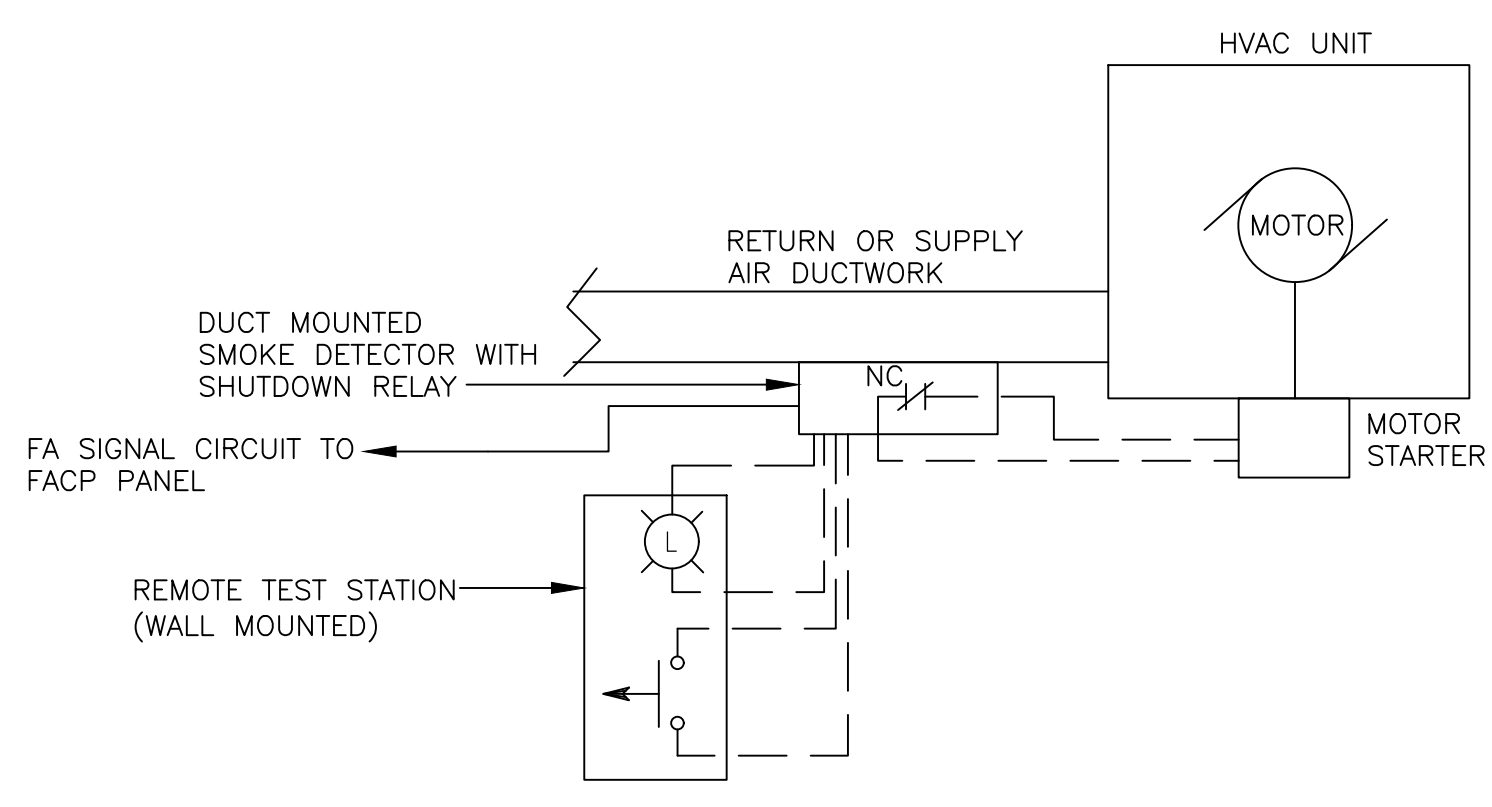 HVAC UNIT
MOTOR
RETURN OR SUPPLY
AIR DUCTWORK
DUCT MOUNTED
SMOKE DETECTOR WITH
SHUTDOWN RELAY
NC
MOTOR
STARTER
FA SIGNAL CIRCUIT TO
FACP PANEL
L
REMOTE TEST STATION
(WALL MOUNTED)